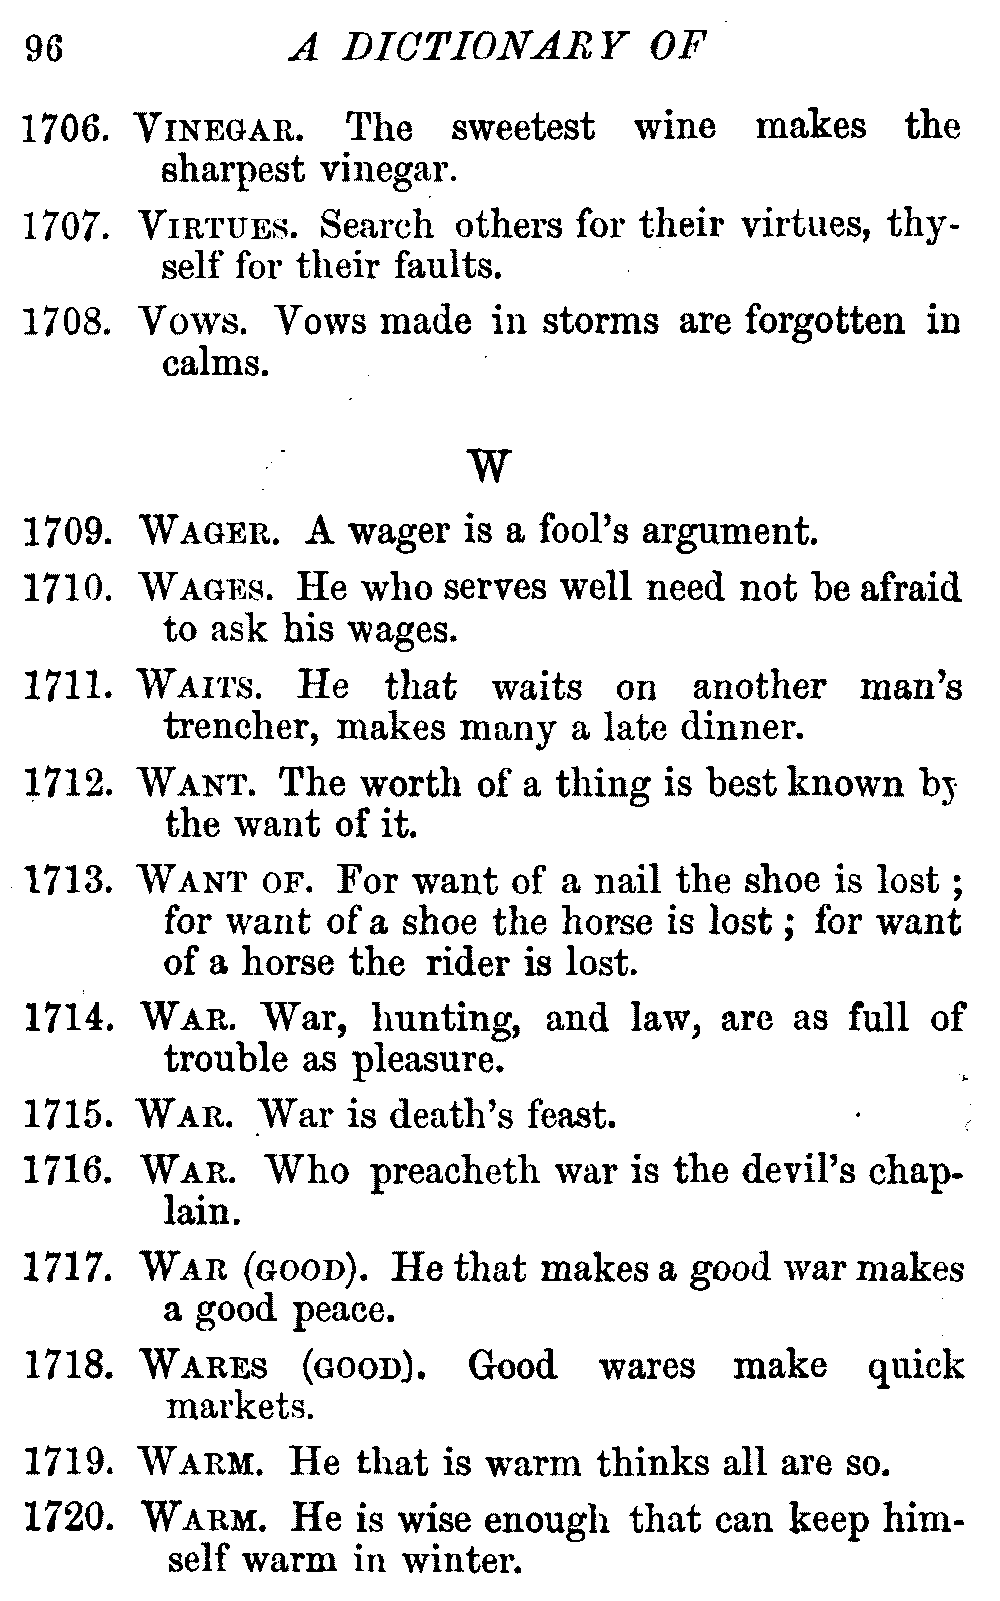 96 A DICTIONARY OF
1706. VINEGAR. The sweetest wine makes the
sharpest vinegar.
1707. VIRTUES. Search others for their virtues, thy-
self for their faults.
1708. VOWS. Vows made in storms are forgotten in
calms.
W
1709. WAGER. A wager is a fool's argument.
1710. WAGES. He who serves well need not be afraid
to ask his wages.
1711. WAITS. He that waits on another man's
trencher, makes many a late dinner.
1712. WANT. The worth of a thing is best known by
the want of it.
1713. WANT OF. For want of a nail the shoe is lost ;
for want of a shoe the horse is lost ; for want
of a horse the rider is lost.
1714. WAR. War, hunting, and law, are as full of
trouble as pleasure.
1715. WAR. War is death's feast.
1716. WAR. Who preacheth war is the devil's chap-
lain.
1717. WAR (GOOD). He that makes a good war makes
a good peace.
1718. WARES (GOOD). Good wares make quick
markets.
1719. WARM. He that is warm thinks all are so.
1720. WARM. He is wise enough that can keep him-
self warm in winter.